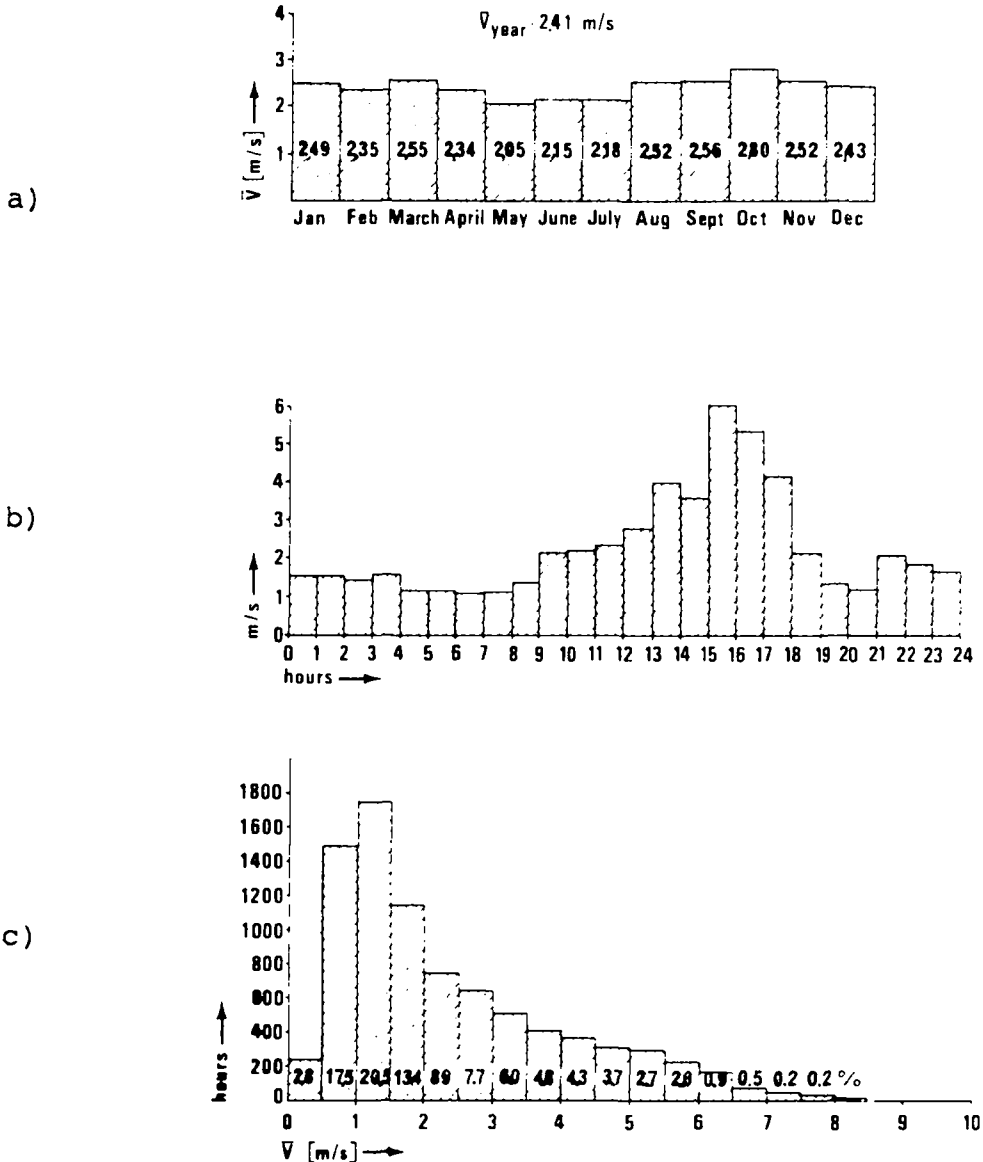 a)
V̄year 2,41 m/s
4
3
2
1
V̄ [m/s]
2,49 2,35 2,55 2,34 2,05 2,15 2,18 2,52 2,56 2,80 2,52 2,43
Jan Feb March April May June July Aug Sept Oct Nov Dec
b)
6
5
4
3
2
1
0
m/s
0 1 2 3 4 5 6 7 8 9 10 11 12 13 14 15 16 17 18 19 20 21 22 23 24
hours
c)
1800
1600
1400
1200
1000
800
600
400
200
0
hours
2,8 17,5 20,5 13,4 8,9 7.7 6,0 4,8 4.3 3,7 2.7 2,0 0,9 0.5 0.2 0.2 %
0 1 2 3 4 5 6 7 8 9 10
V̄ [m/s]